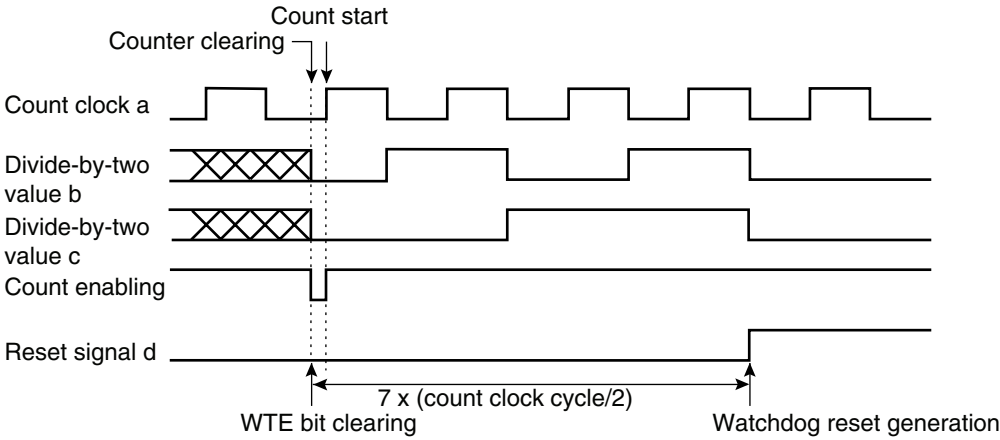 Count start
Counter clearing
Count clock a
Divide-by-two
value b
Divide-by-two
value c
Count enabling
Reset signal d
7 x (count clock cycle/2)
WTE bit clearing
Watchdog reset generation